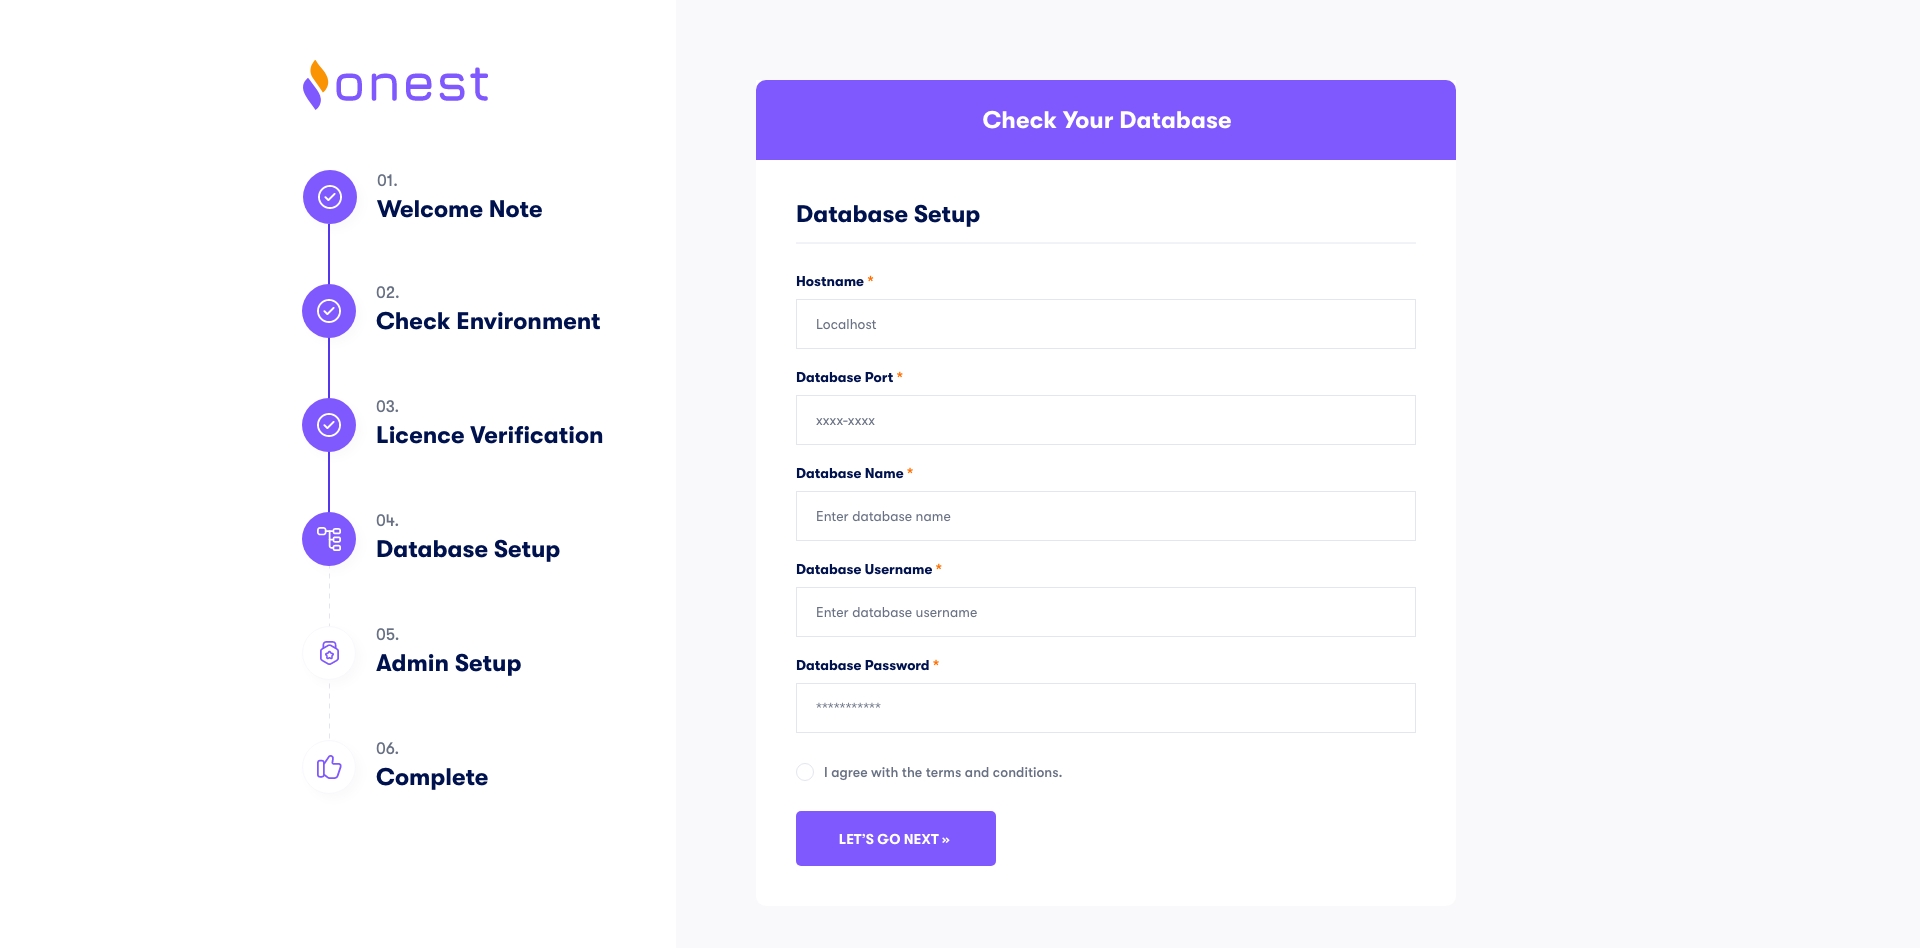 onest
01.
Welcome Note
02.
Check Environment
03.
Licence Verification
04.
Database Setup
05.
Admin Setup
06.
Complete
Check Your Database
Database Setup
Hostname *
Localhost
Database Port *
xxxx-xxxx
Database Name *
Enter database name
Database Username *
Enter database username
Database Password *
***********
I agree with the terms and conditions.
LET’S GO NEXT »